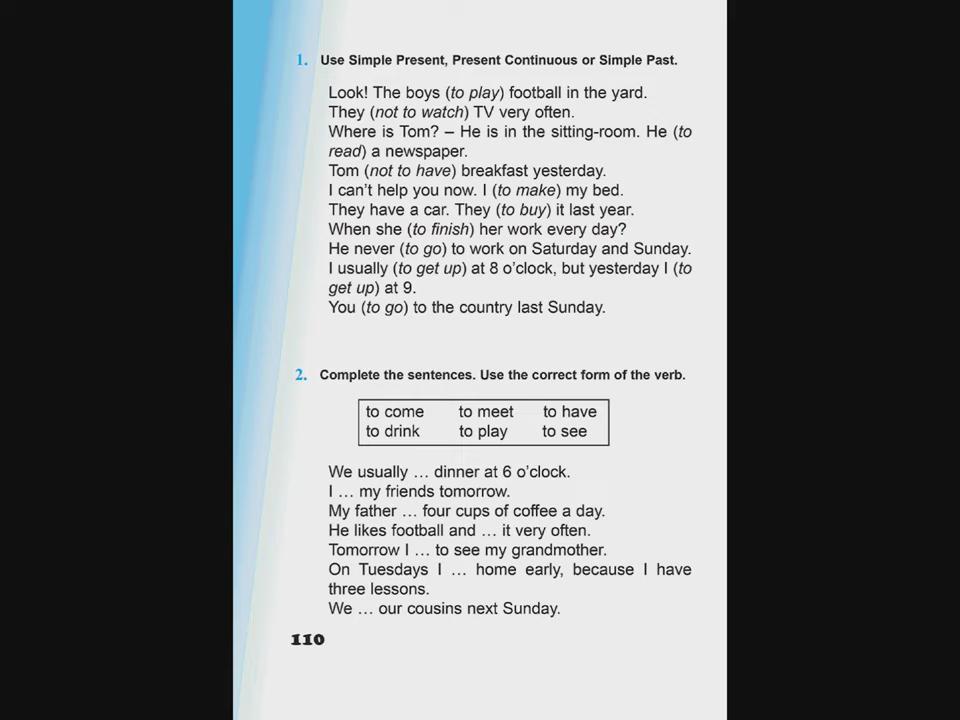 1. Use Simple Present, Present Continuous or Simple Past.
Look! The boys (to play) football in the yard.
They (not to watch) TV very often.
Where is Tom? – He is in the sitting-room. He (to
read) a newspaper.
Tom (not to have) breakfast yesterday.
I can't help you now. I (to make) my bed.
They have a car. They (to buy) it last year.
When she (to finish) her work every day?
He never (to go) to work on Saturday and Sunday.
I usually (to get up) at 8 o'clock, but yesterday I (to
get up) at 9.
You (to go) to the country last Sunday.
2. Complete the sentences. Use the correct form of the verb.
to come to meet to have
to drink to play to see
We usually … dinner at 6 o'clock.
I … my friends tomorrow.
My father … four cups of coffee a day.
He likes football and … it very often.
Tomorrow I … to see my grandmother.
On Tuesdays I … home early, because I have
three lessons.
We … our cousins next Sunday.
110